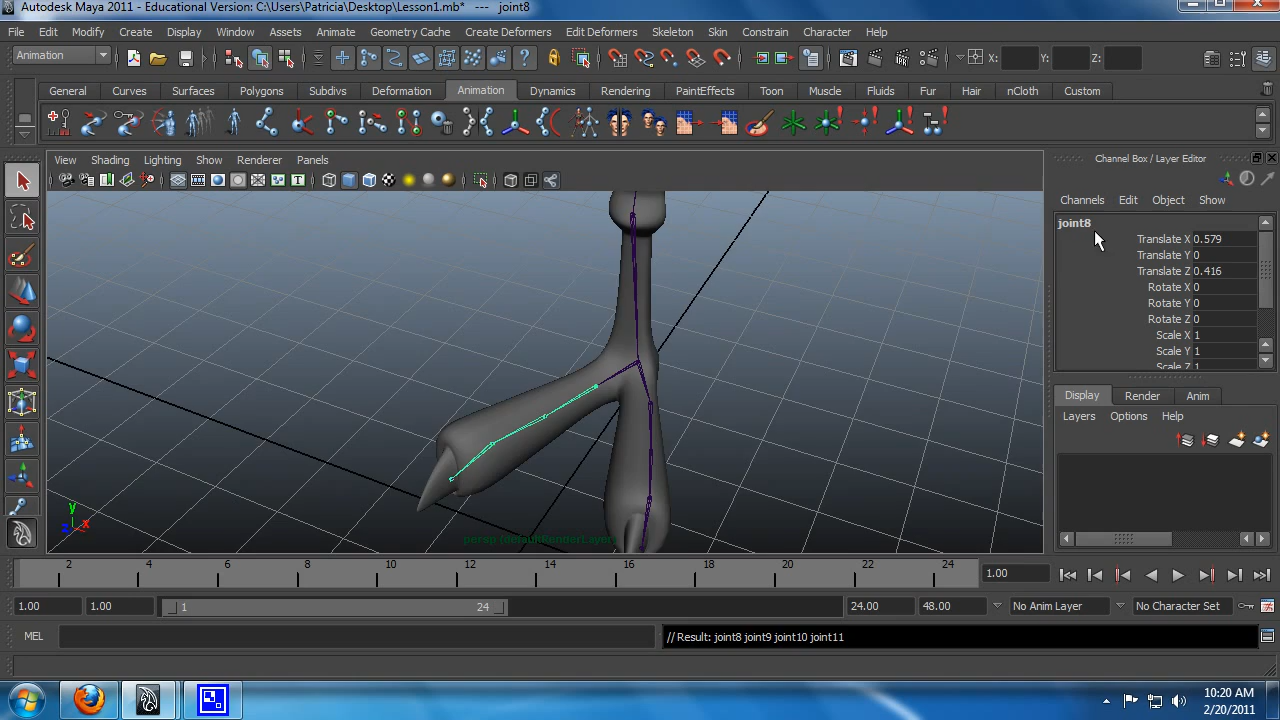 Autodesk Maya 2011 - Educational Version: C:\Users\Patricia\Desktop\Lesson1.mb* --- joint8
File Edit Modify Create Display Window Assets Animate Geometry Cache Create Deformers Edit Deformers Skeleton Skin Constrain Character Help
Animation X: Y: Z:
General Curves Surfaces Polygons Subdivs Deformation Animation Dynamics Rendering PaintEffects Toon Muscle Fluids Fur Hair nCloth Custom
View Shading Lighting Show Renderer Panels
Channel Box / Layer Editor
Channels Edit Object Show
joint8
Translate X 0.579
Translate Y 0
Translate Z 0.416
Rotate X 0
Rotate Y 0
Rotate Z 0
Scale X 1
Scale Y 1
Scale Z 1
Display Render Anim
Layers Options Help
y
z x
persp (defaultRenderLayer)
2 4 6 8 10 12 14 16 18 20 22 24 1.00
1.00 1.00 1 24 24.00 48.00 No Anim Layer No Character Set
MEL // Result: joint8 joint9 joint10 joint11
10:20 AM
2/20/2011